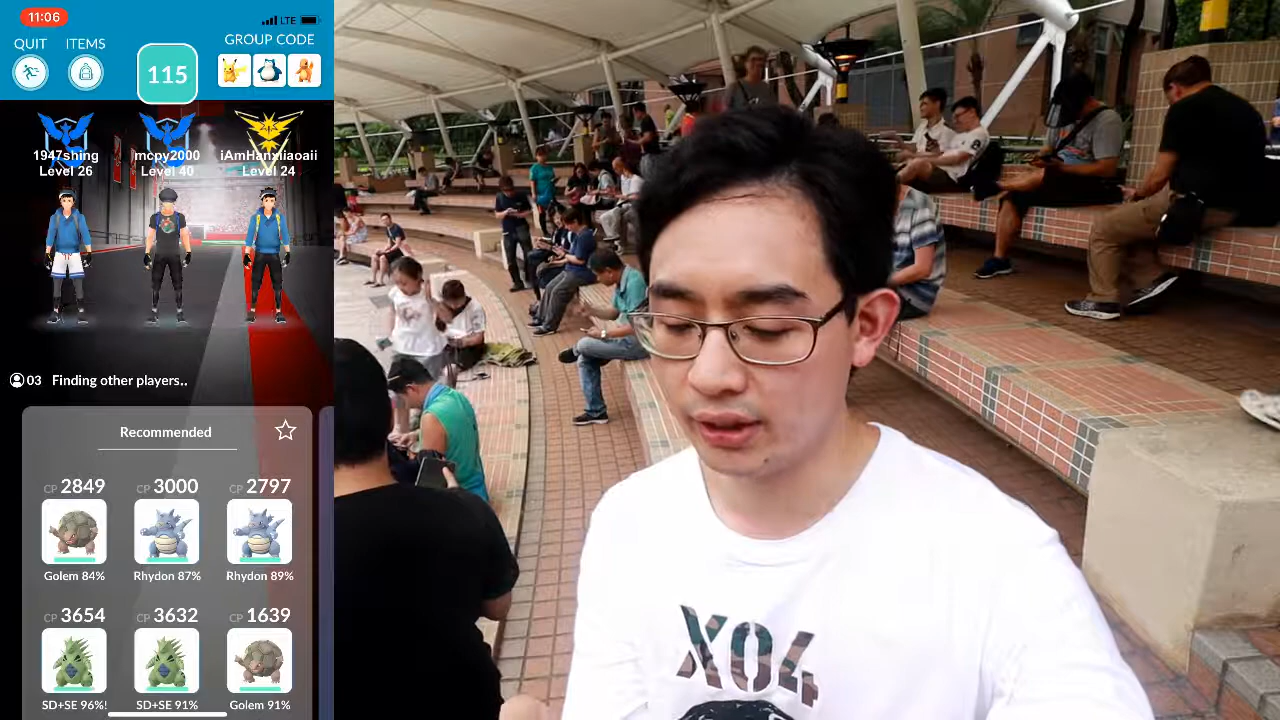 11:06
LTE
QUIT
ITEMS
115
GROUP CODE
1947shing
Level 26
mcpy2000
Level 40
iAmHanxiiaoaii
Level 24
03 Finding other players..
Recommended
CP 2849
CP 3000
CP 2797
Golem 84%
Rhydon 87%
Rhydon 89%
CP 3654
CP 3632
CP 1639
SD+SE 96%!
SD+SE 91%
Golem 91%
X04